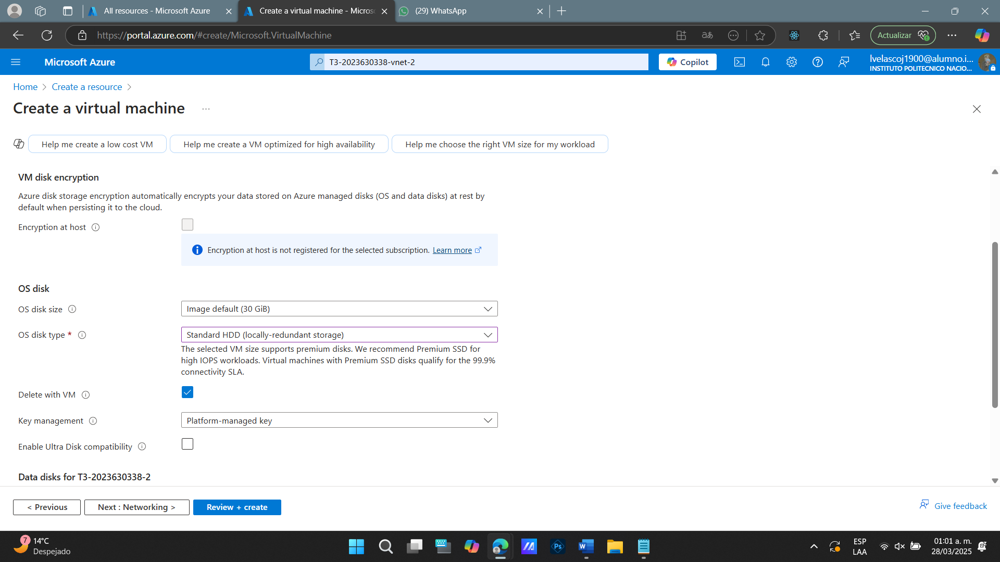 All resources - Microsoft Azure
Create a virtual machine - Micros
(29) WhatsApp
https://portal.azure.com/#create/Microsoft.VirtualMachine
Actualizar
Microsoft Azure
T3-2023630338-vnet-2
Copilot
lvelascoj1900@alumno.i...
INSTITUTO POLITECNICO NACIO...
Home > Create a resource >
Create a virtual machine ...
Help me create a low cost VM
Help me create a VM optimized for high availability
Help me choose the right VM size for my workload
VM disk encryption
Azure disk storage encryption automatically encrypts your data stored on Azure managed disks (OS and data disks) at rest by
default when persisting it to the cloud.
Encryption at host
Encryption at host is not registered for the selected subscription. Learn more
OS disk
OS disk size
Image default (30 GiB)
OS disk type *
Standard HDD (locally-redundant storage)
The selected VM size supports premium disks. We recommend Premium SSD for
high IOPS workloads. Virtual machines with Premium SSD disks qualify for the 99.9%
connectivity SLA.
Delete with VM
Key management
Platform-managed key
Enable Ultra Disk compatibility
Data disks for T3-2023630338-2
< Previous
Next : Networking >
Review + create
Give feedback
7
14°C
Despejado
Ps
W
ESP
LAA
01:01 a. m.
28/03/2025